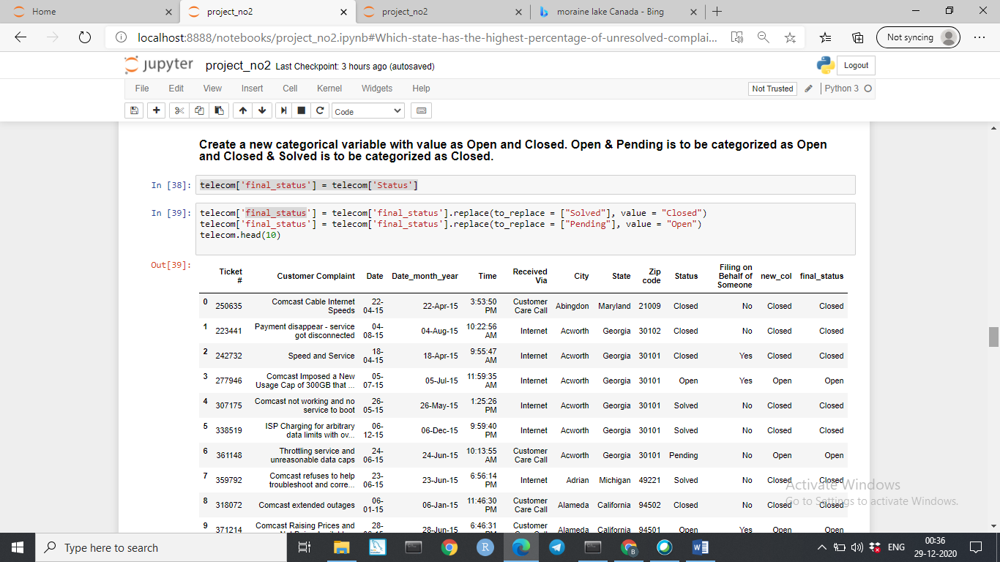 Home
project_no2
project_no2
moraine lake Canada - Bing
localhost:8888/notebooks/project_no2.ipynb#Which-state-has-the-highest-percentage-of-unresolved-complai...
Not syncing
jupyter project_no2 Last Checkpoint: 3 hours ago (autosaved)
Logout
File Edit View Insert Cell Kernel Widgets Help
Not Trusted Python 3
Code
Create a new categorical variable with value as Open and Closed. Open & Pending is to be categorized as Open
and Closed & Solved is to be categorized as Closed.
In [38]: telecom['final_status'] = telecom['Status']
In [39]: telecom['final_status'] = telecom['final_status'].replace(to_replace = ["Solved"], value = "Closed")
telecom['final_status'] = telecom['final_status'].replace(to_replace = ["Pending"], value = "Open")
telecom.head(10)
Out[39]:
Ticket # Customer Complaint Date Date_month_year Time Received Via City State Zip code Status Filing on Behalf of Someone new_col final_status
0 250635 Comcast Cable Internet Speeds 22-04-15 22-Apr-15 3:53:50 PM Customer Care Call Abingdon Maryland 21009 Closed No Closed Closed
1 223441 Payment disappear - service got disconnected 04-08-15 04-Aug-15 10:22:56 AM Internet Acworth Georgia 30102 Closed No Closed Closed
2 242732 Speed and Service 18-04-15 18-Apr-15 9:55:47 AM Internet Acworth Georgia 30101 Closed Yes Closed Closed
3 277946 Comcast Imposed a New Usage Cap of 300GB that ... 05-07-15 05-Jul-15 11:59:35 AM Internet Acworth Georgia 30101 Open Yes Open Open
4 307175 Comcast not working and no service to boot 26-05-15 26-May-15 1:25:26 PM Internet Acworth Georgia 30101 Solved No Closed Closed
5 338519 ISP Charging for arbitrary data limits with ov... 06-12-15 06-Dec-15 9:59:40 PM Internet Acworth Georgia 30101 Solved No Closed Closed
6 361148 Throttling service and unreasonable data caps 24-06-15 24-Jun-15 10:13:55 AM Customer Care Call Acworth Georgia 30101 Pending No Open Open
7 359792 Comcast refuses to help troubleshoot and corre... 23-06-15 23-Jun-15 6:56:14 PM Internet Adrian Michigan 49221 Solved No Closed Closed
8 318072 Comcast extended outages 06-01-15 06-Jan-15 11:46:30 PM Customer Care Call Alameda California 94502 Closed No Closed Closed
9 371214 Comcast Raising Prices and 28- 28-Jun-15 6:46:31 Customer Alameda California 94501 Open Yes Open Open
Activate Windows
Go to Settings to activate Windows.
Type here to search
ENG
00:36
29-12-2020